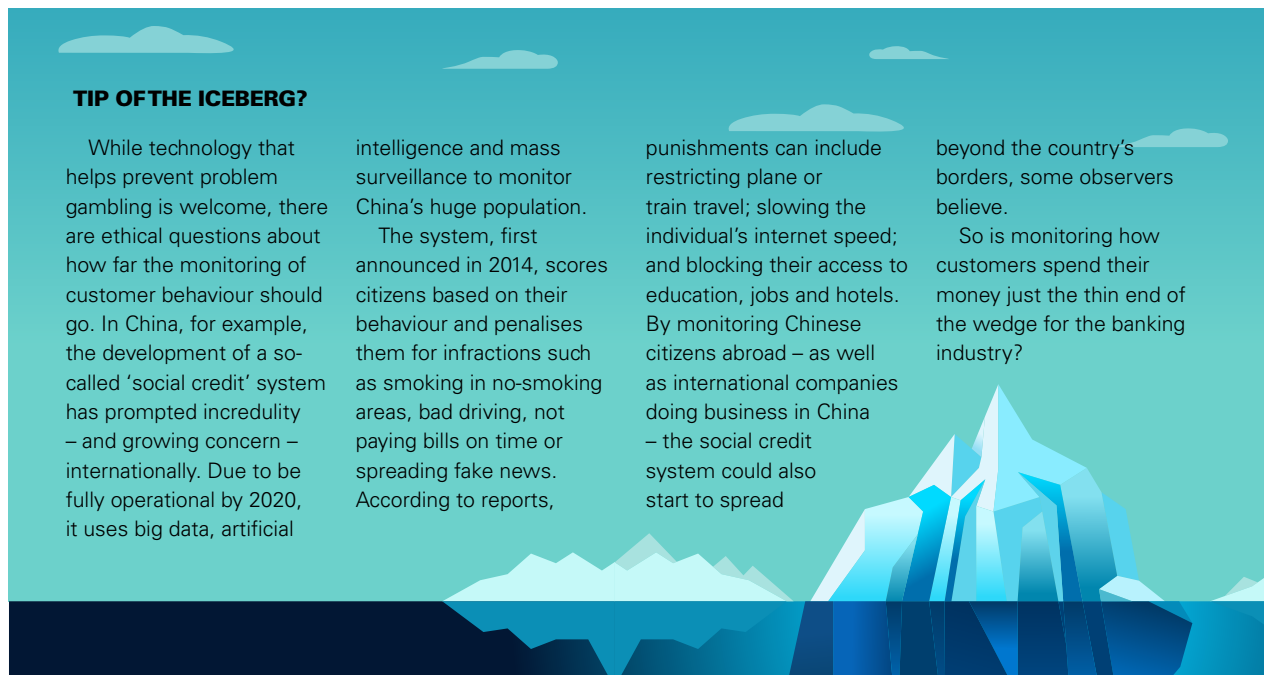 TIP OF THE ICEBERG?
While technology that
helps prevent problem
gambling is welcome, there
are ethical questions about
how far the monitoring of
customer behaviour should
go. In China, for example,
the development of a so-
called ‘social credit’ system
has prompted incredulity
– and growing concern –
internationally. Due to be
fully operational by 2020,
it uses big data, artificial
intelligence and mass
surveillance to monitor
China’s huge population.
The system, first
announced in 2014, scores
citizens based on their
behaviour and penalises
them for infractions such
as smoking in no-smoking
areas, bad driving, not
paying bills on time or
spreading fake news.
According to reports,
punishments can include
restricting plane or
train travel; slowing the
individual’s internet speed;
and blocking their access to
education, jobs and hotels.
By monitoring Chinese
citizens abroad – as well
as international companies
doing business in China
– the social credit
system could also
start to spread
beyond the country’s
borders, some observers
believe.
So is monitoring how
customers spend their
money just the thin end of
the wedge for the banking
industry?